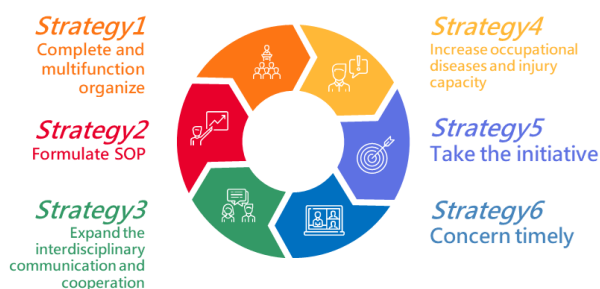 Strategy1
Complete and
multifunction
organize
Strategy2
Formulate SOP
Strategy3
Expand the
interdisciplinary
communication and
cooperation
Strategy4
Increase occupational
diseases and injury
capacity
Strategy5
Take the initiative
Strategy6
Concern timely